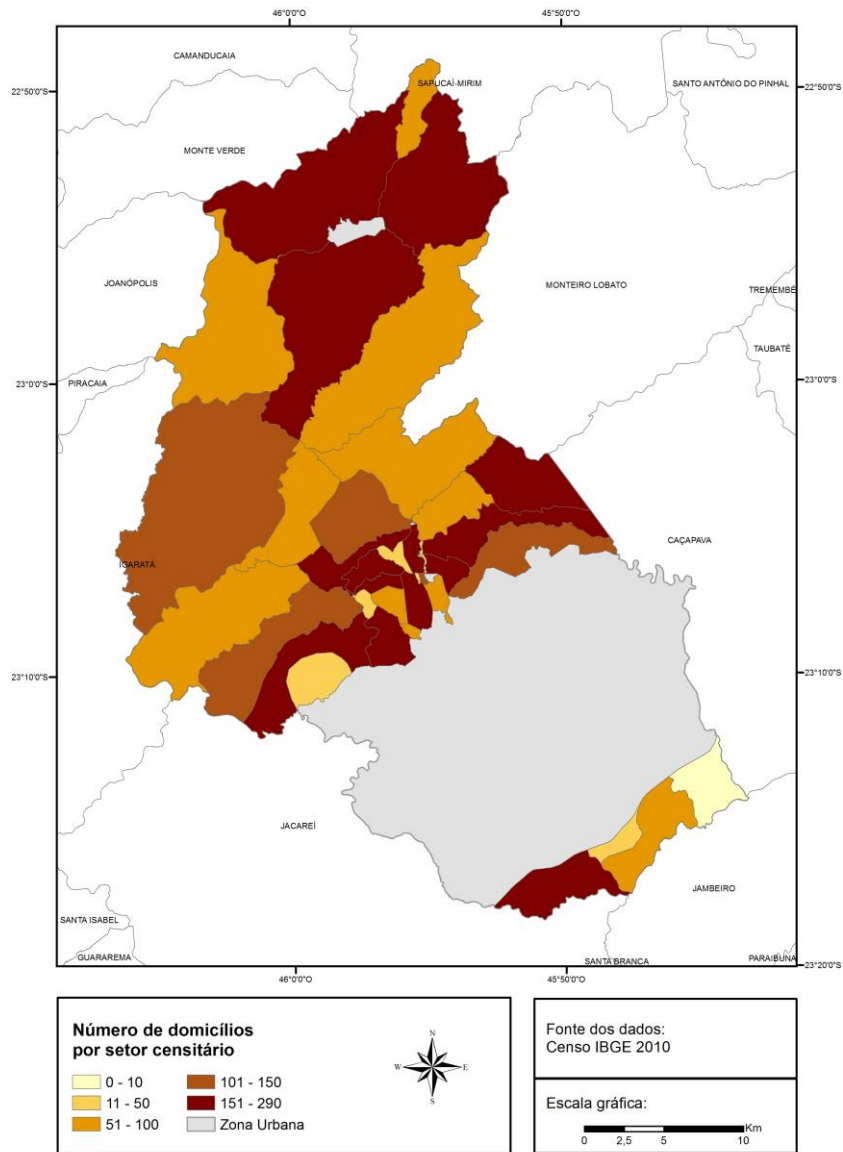 46°0'0"O 45°50'0"O
CAMANDUCAIA
SAPUCAÍ-MIRIM
SANTO ANTÔNIO DO PINHAL
22°50'0"S 22°50'0"S
MONTE VERDE
JOANÓPOLIS
MONTEIRO LOBATO
TREMEMBÉ
TAUBATÉ
PIRACAIA
23°0'0"S 23°0'0"S
CAÇAPAVA
IGARATÁ
23°10'0"S 23°10'0"S
JACAREÍ
JAMBEIRO
SANTA ISABEL
GUARAREMA
SANTA BRANCA
PARAIBUNA
23°20'0"S
46°0'0"O 45°50'0"O
Número de domicílios
por setor censitário
0 - 10
11 - 50
51 - 100
101 - 150
151 - 290
Zona Urbana
N
W E
S
Fonte dos dados:
Censo IBGE 2010
Escala gráfica:
Km
0 2,5 5 10